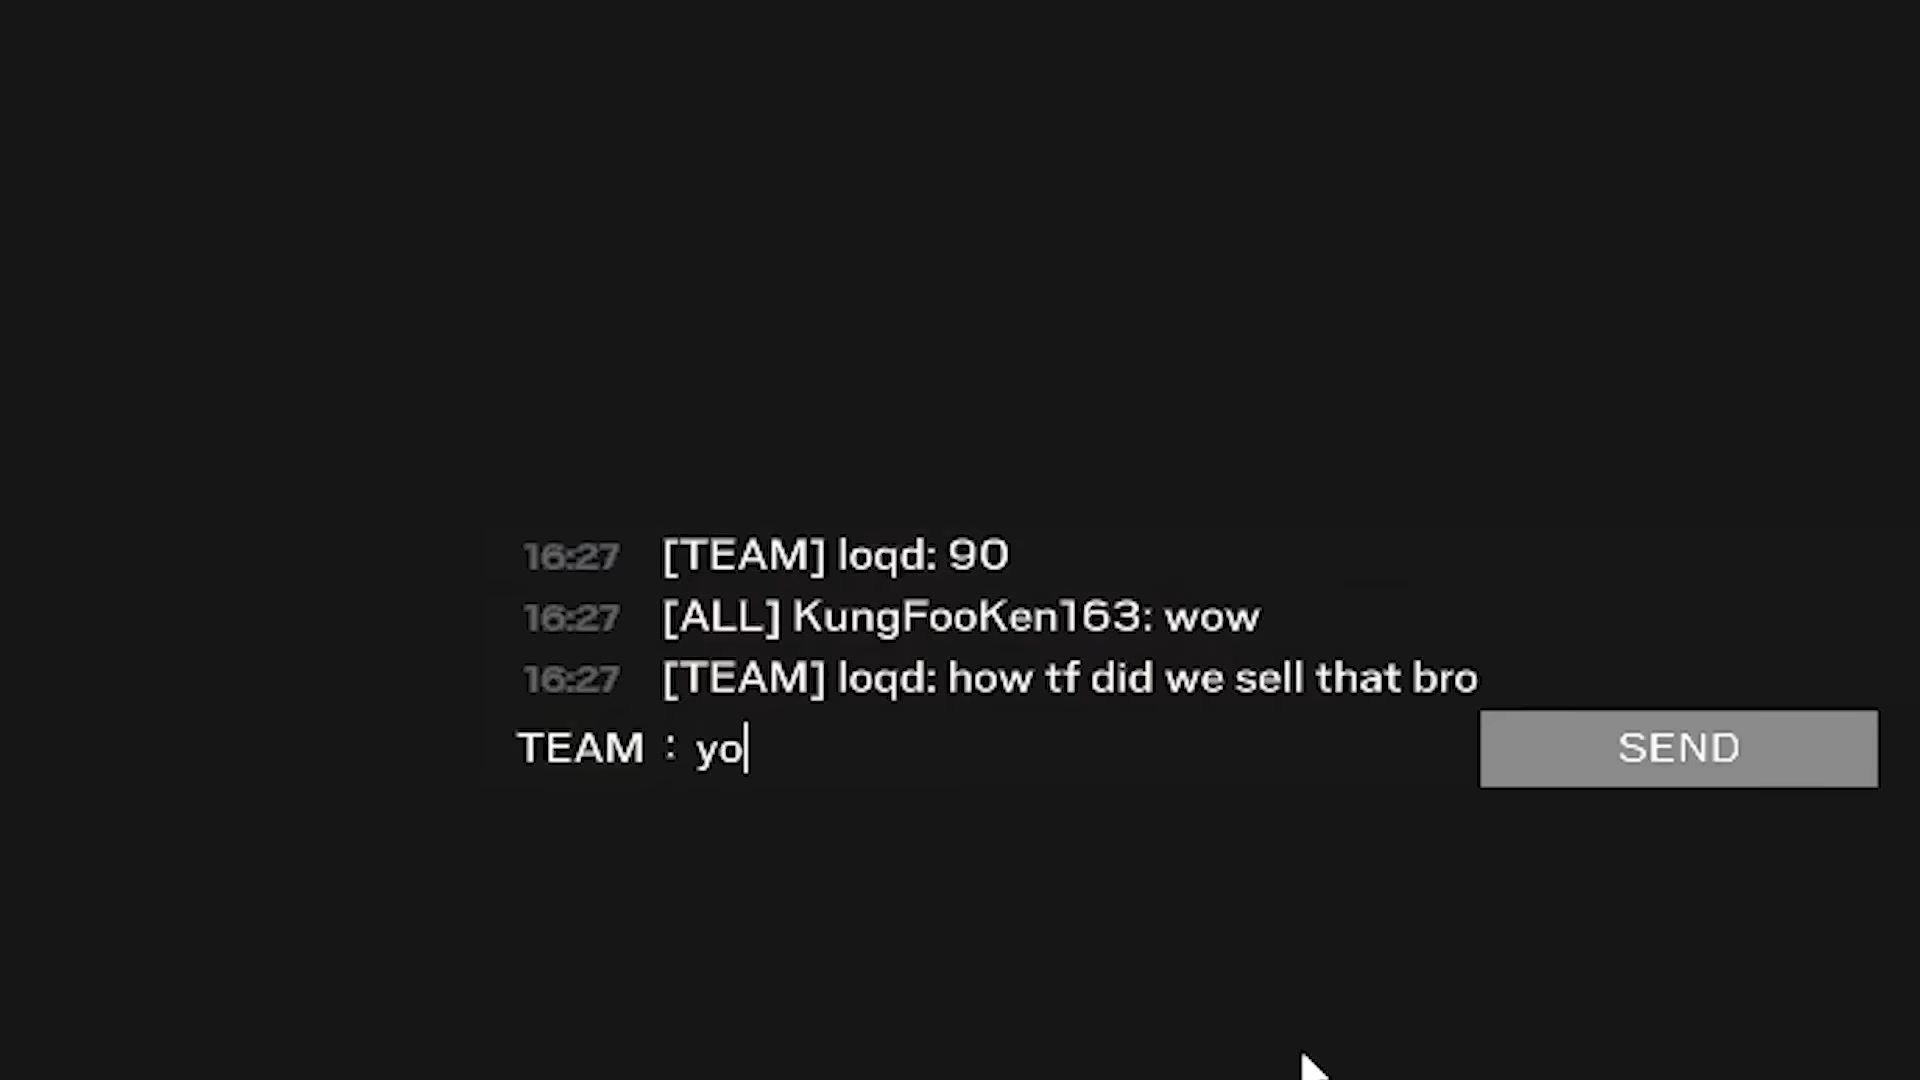 16:27 [TEAM] loqd: 90
16:27 [ALL] KungFooKen163: wow
16:27 [TEAM] loqd: how tf did we sell that bro
TEAM : yo
SEND